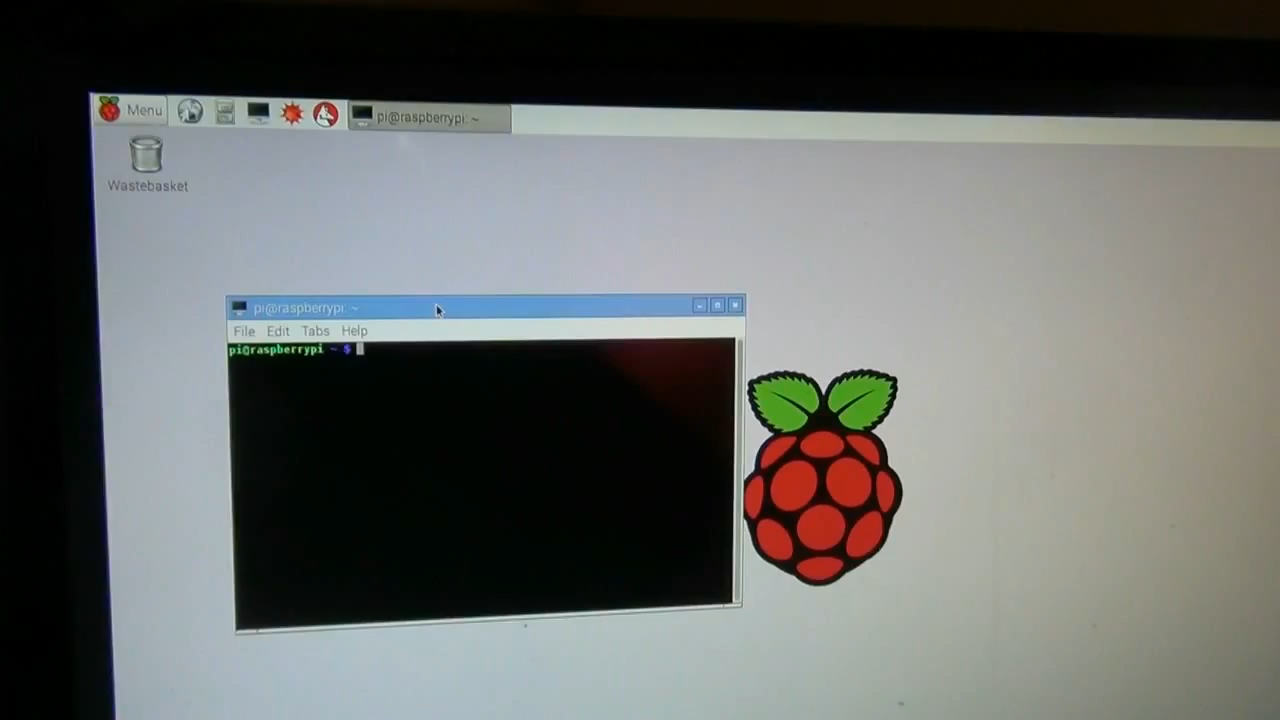 Menu
pi@raspberrypi: ~
Wastebasket
pi@raspberrypi: ~
File Edit Tabs Help
pi@raspberrypi ~ $